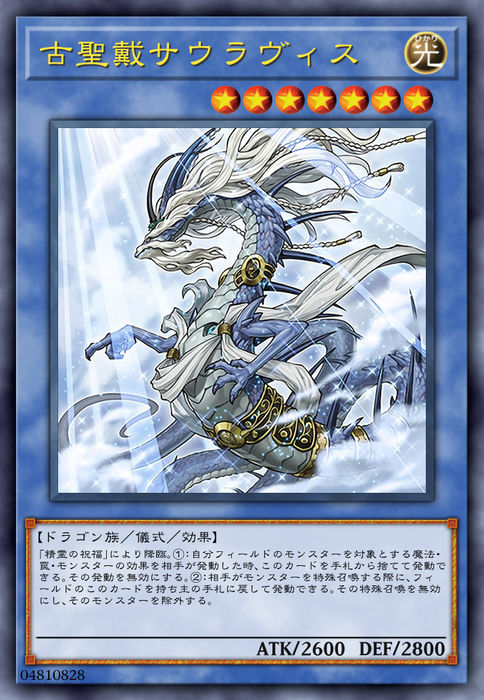 古聖戴サウラヴィス
ひかり
光
【ドラゴン族／儀式／効果】
「精霊の祝福」により降臨。①：自分フィールドのモンスターを対象とする魔法・
罠・モンスターの効果を相手が発動した時、このカードを手札から捨てて発動で
きる。その発動を無効にする。②：相手がモンスターを特殊召喚する際に、フィ
ールドのこのカードを持ち主の手札に戻して発動できる。その特殊召喚を無効
にし、そのモンスターを除外する。
ATK/2600 DEF/2800
04810828